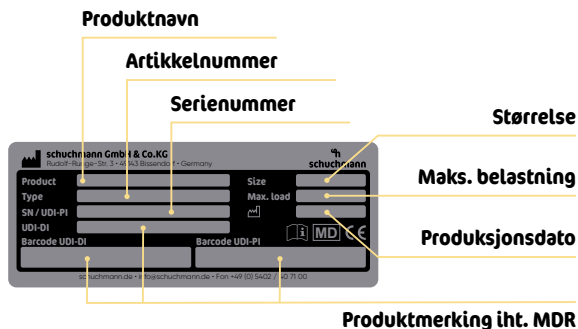 Produktnavn
Artikkelnummer
Serienummer
Størrelse
Maks. belastning
Produksjonsdato
schuchmann GmbH & Co.KG
Rudolf-Runge-Str. 3 • 49143 Bissendorf • Germany
schuchmann
Product
Size
Type
Max. load
SN / UDI-PI
UDI-DI
MD CE
Barcode UDI-DI
Barcode UDI-PI
schuchmann.de • info@schuchmann.de • Fon +49 (0) 5402 / 40 71 00
Produktmerking iht. MDR